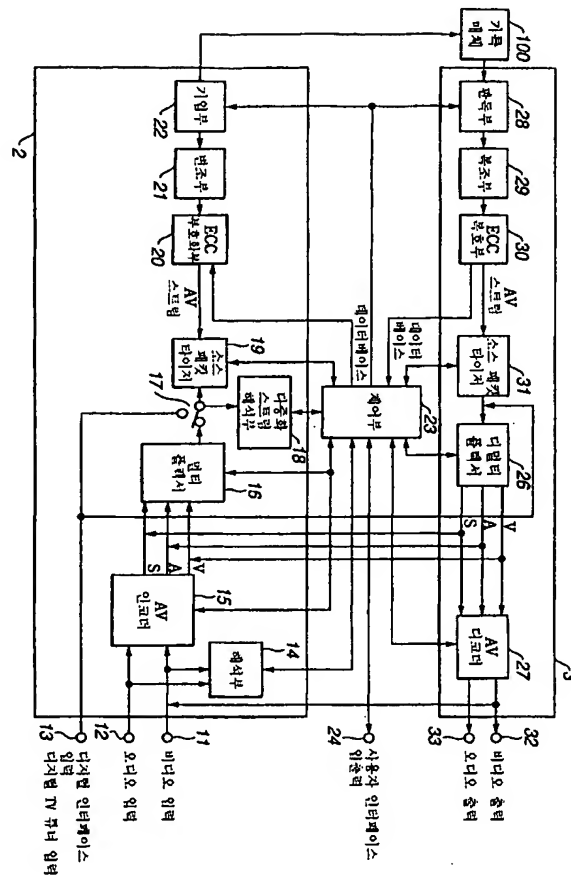 100
기록
매체
28
판독부
29
복조부
30
ECC
복호부
AV
스트림
31
소스
패킷
타이저
26
디멀티
플렉서
V
A
S
27
AV
디코더
3
32
비디오 출력
33
오디오 출력
데이터
베이스
데이터베이스
23
제어부
24
사용자 인터페이스
입출력
2
22
기입부
21
변조부
20
ECC
부호화부
AV
스트림
19
소스
패킷
타이저
17
18
다중화
스트림
해석부
16
멀티
플렉서
V
A
S
15
AV
인코더
14
해석부
11
비디오 입력
12
오디오 입력
13
디지털 인터페이스
입력
디지털 TV 튜너 입력